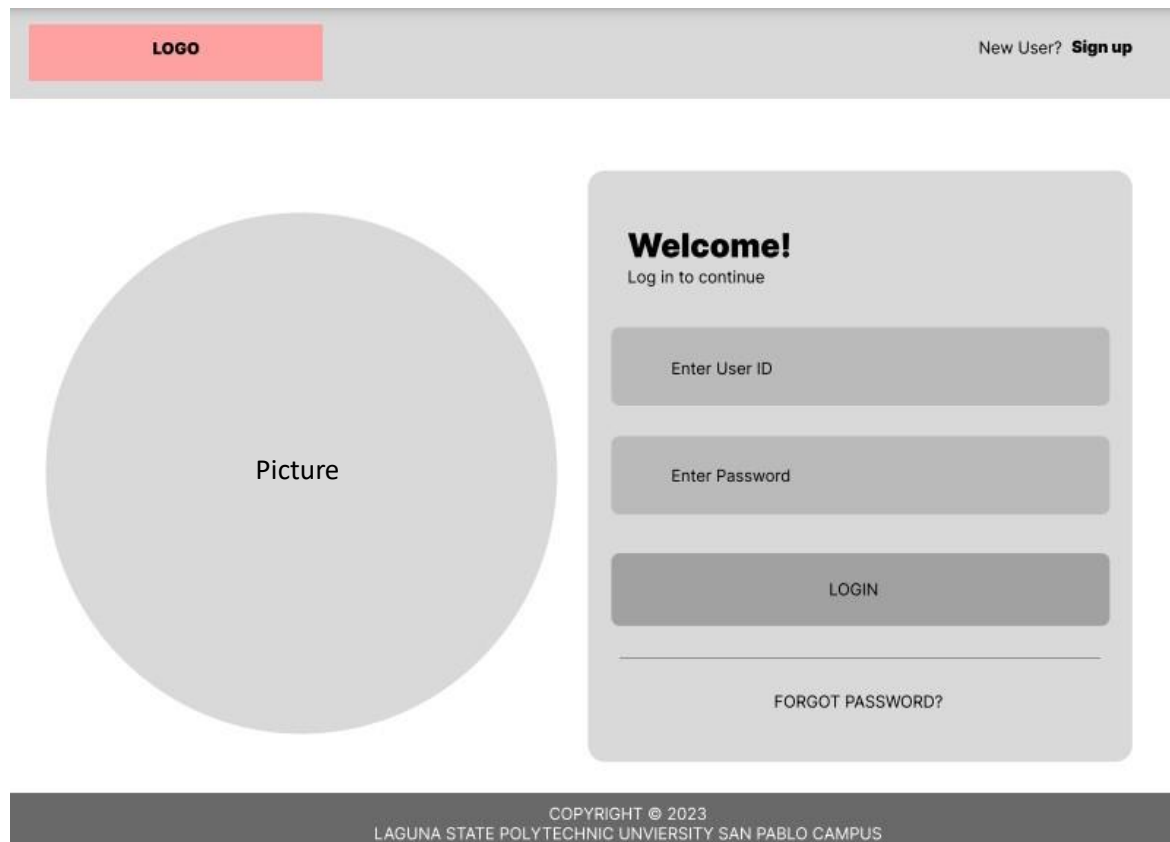 LOGO
New User? Sign up
Welcome!
Log in to continue
Enter User ID
Picture
Enter Password
LOGIN
FORGOT PASSWORD?
COPYRIGHT © 2023
LAGUNA STATE POLYTECHNIC UNVIERSITY SAN PABLO CAMPUS